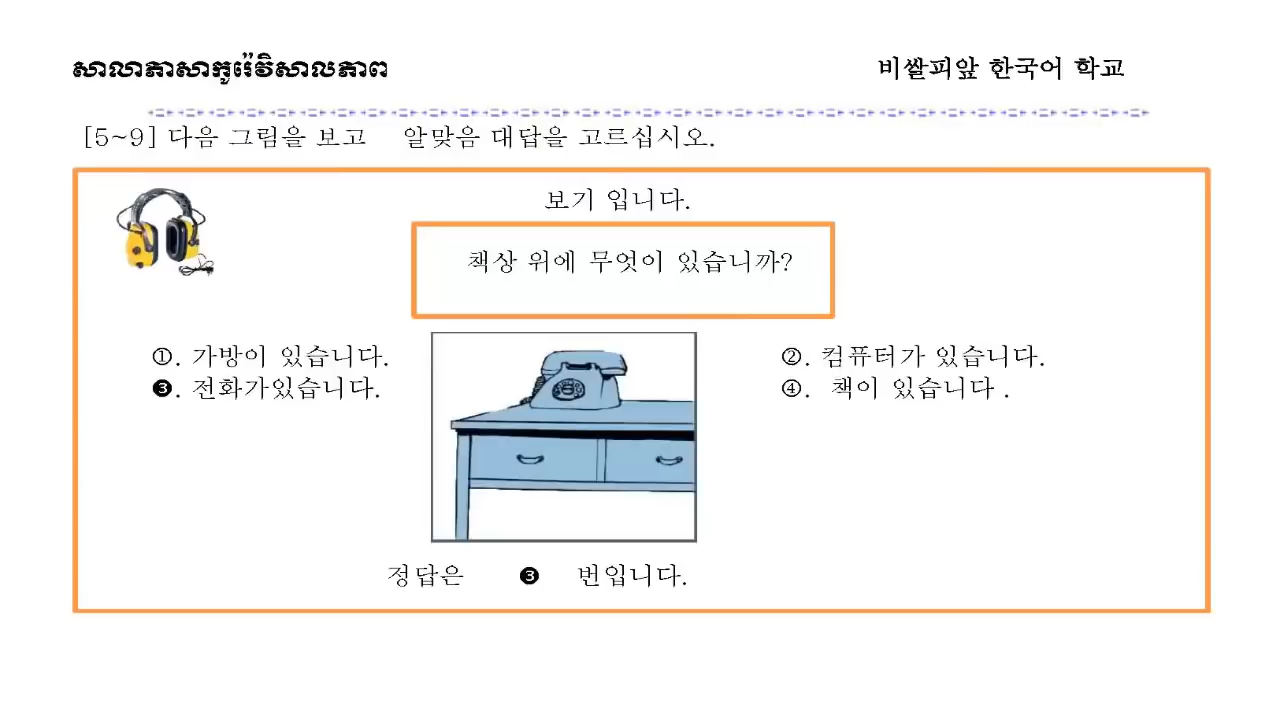 សាលាភាសាកូរ៉េវិសាលភាព
비쌀피앞 한국어 학교
[5~9] 다음 그림을 보고 알맞음 대답을 고르십시오.
보기 입니다.
책상 위에 무엇이 있습니까?
①. 가방이 있습니다.
②. 컴퓨터가 있습니다.
❸. 전화가있습니다.
④. 책이 있습니다 .
정답은 ❸ 번입니다.